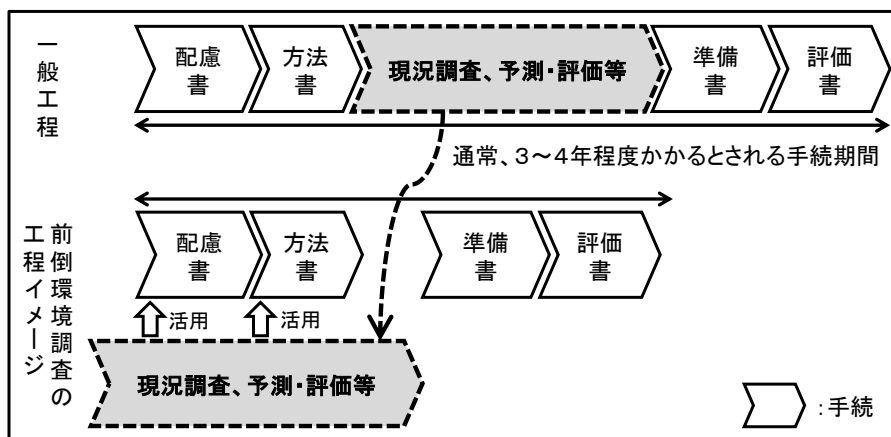 一般工程
配慮
書
方法
書
現況調査、予測・評価等
準備
書
評価
書
通常、3~4年程度かかるとされる手続期間
前倒環境調査の
工程イメージ
配慮
書
方法
書
準備
書
評価
書
活用
活用
現況調査、予測・評価等
:手続